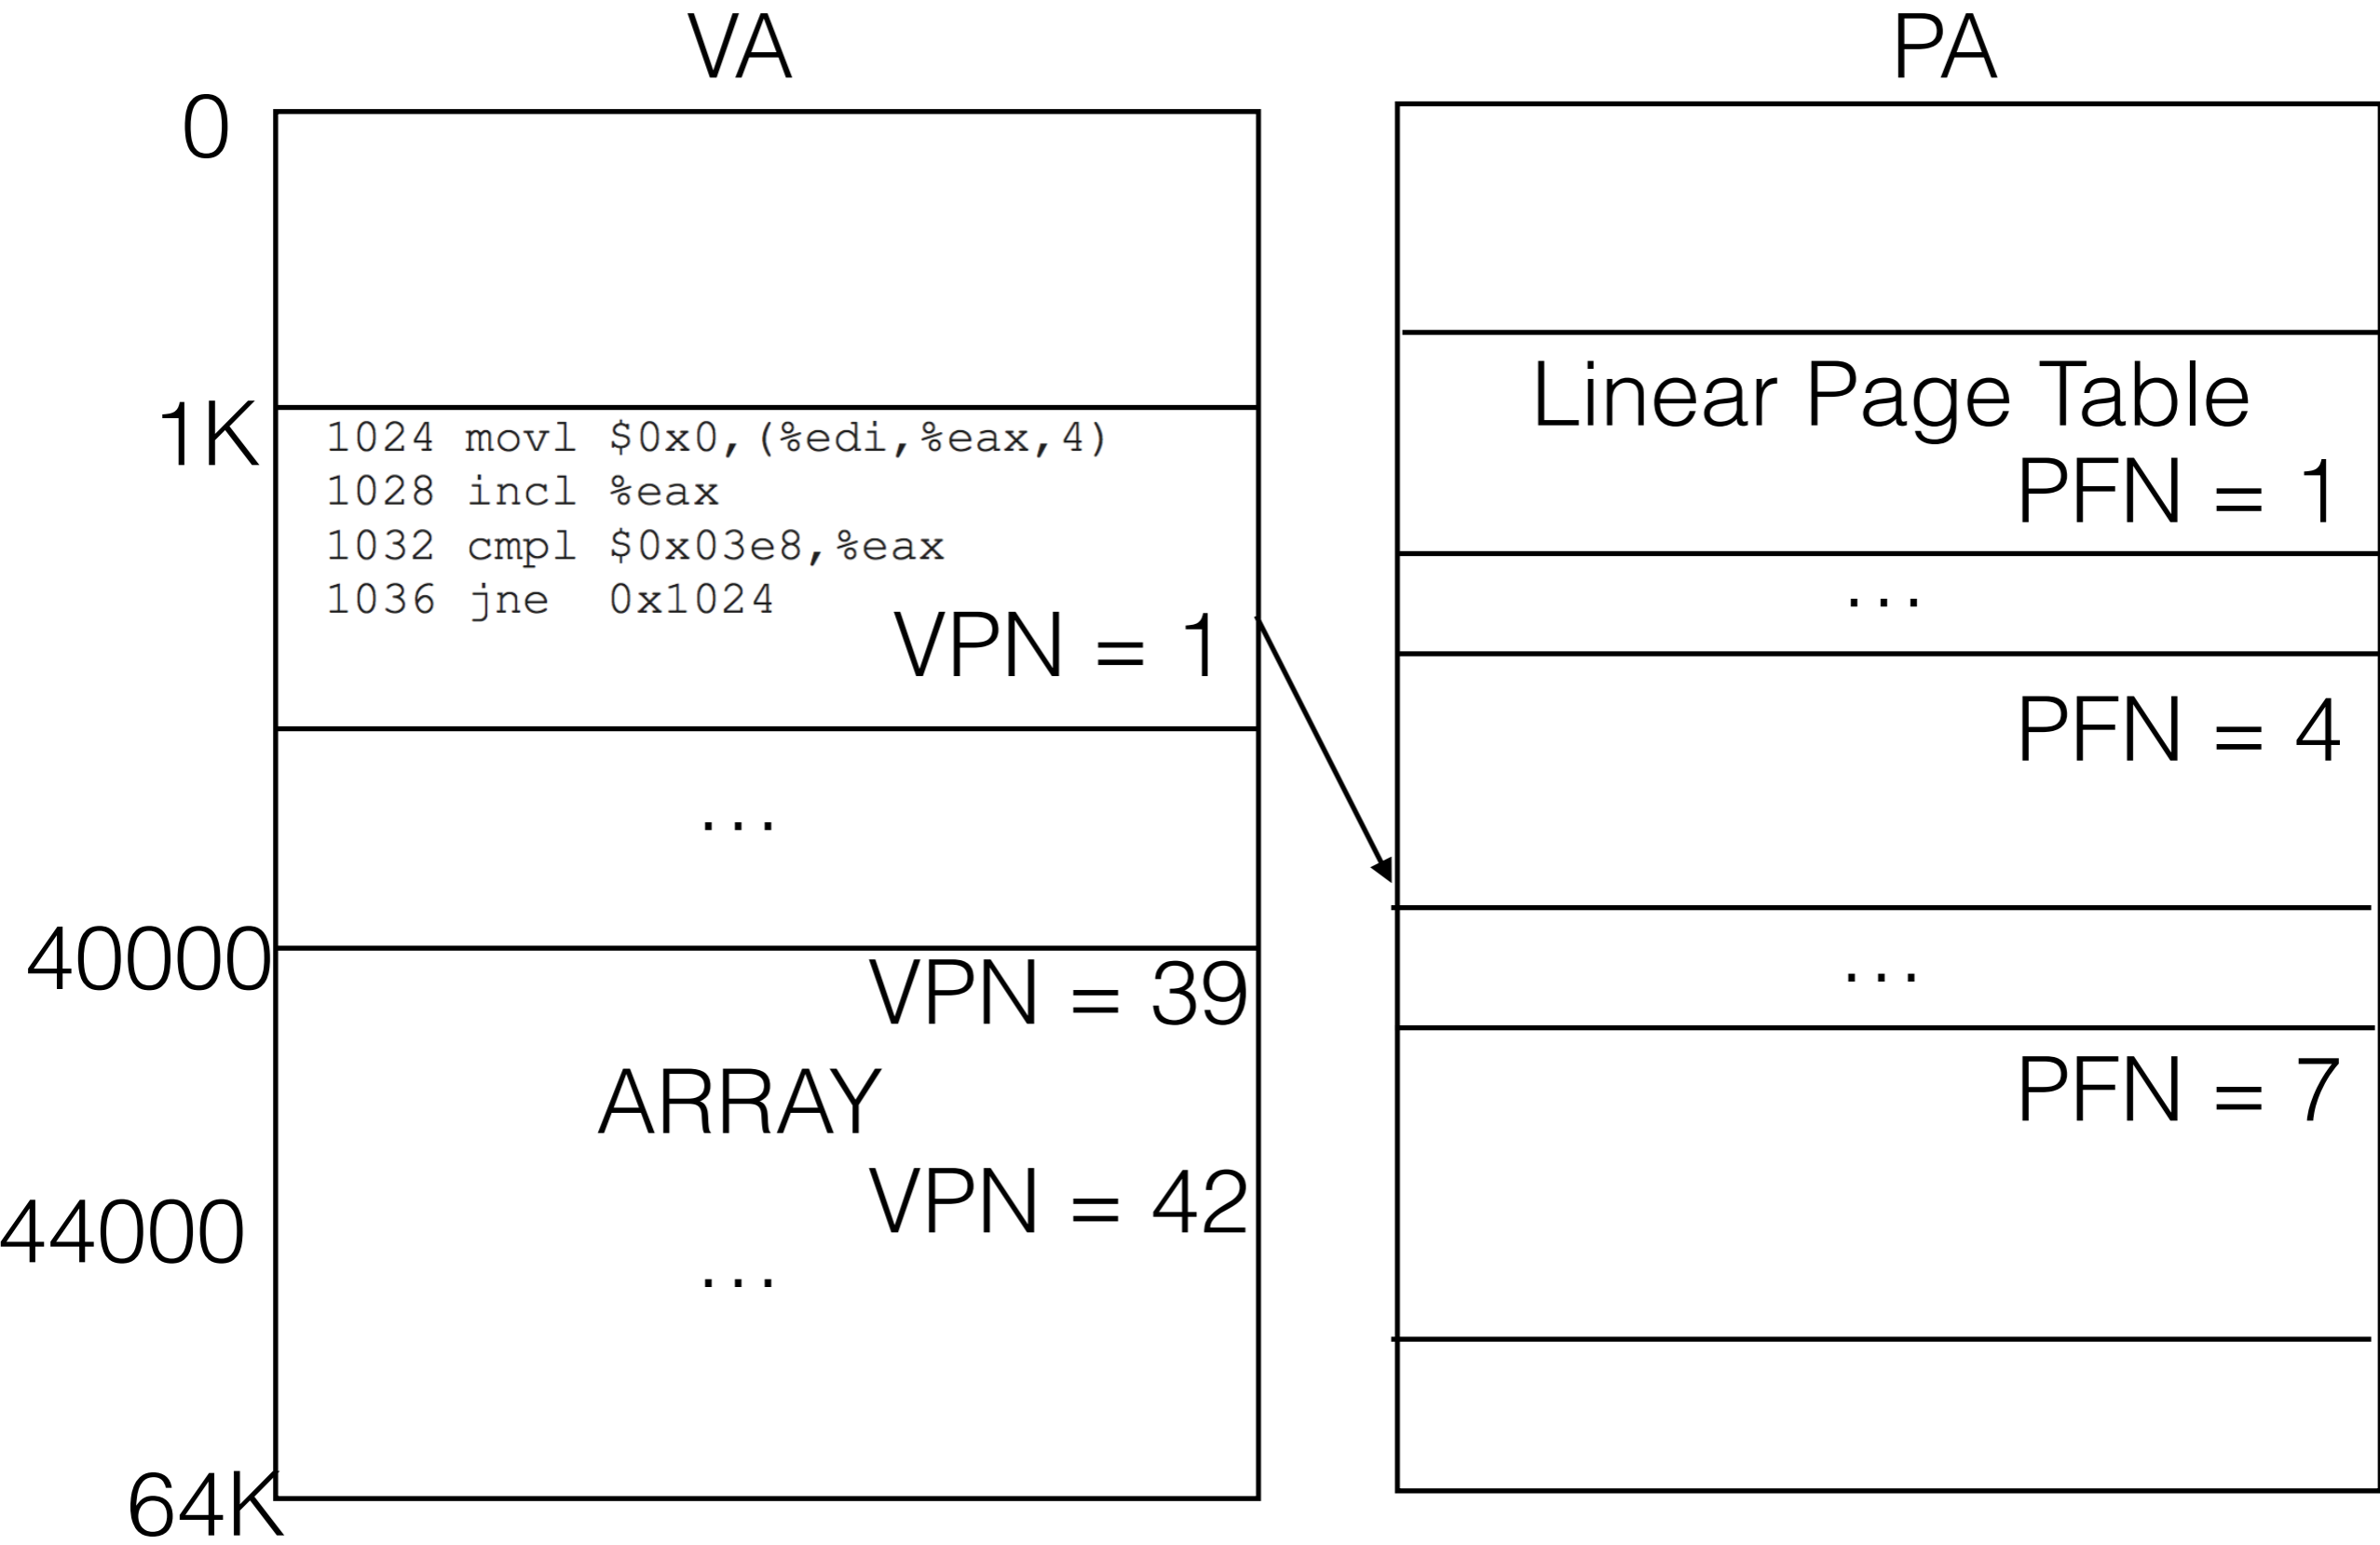 VA
0
1K
1024 movl $0x0,(%edi,%eax,4)
1028 incl %eax
1032 cmpl $0x03e8,%eax
1036 jne 0x1024
VPN = 1
...
40000
VPN = 39
ARRAY
VPN = 42
44000
...
64K
PA
Linear Page Table
PFN = 1
...
PFN = 4
...
PFN = 7